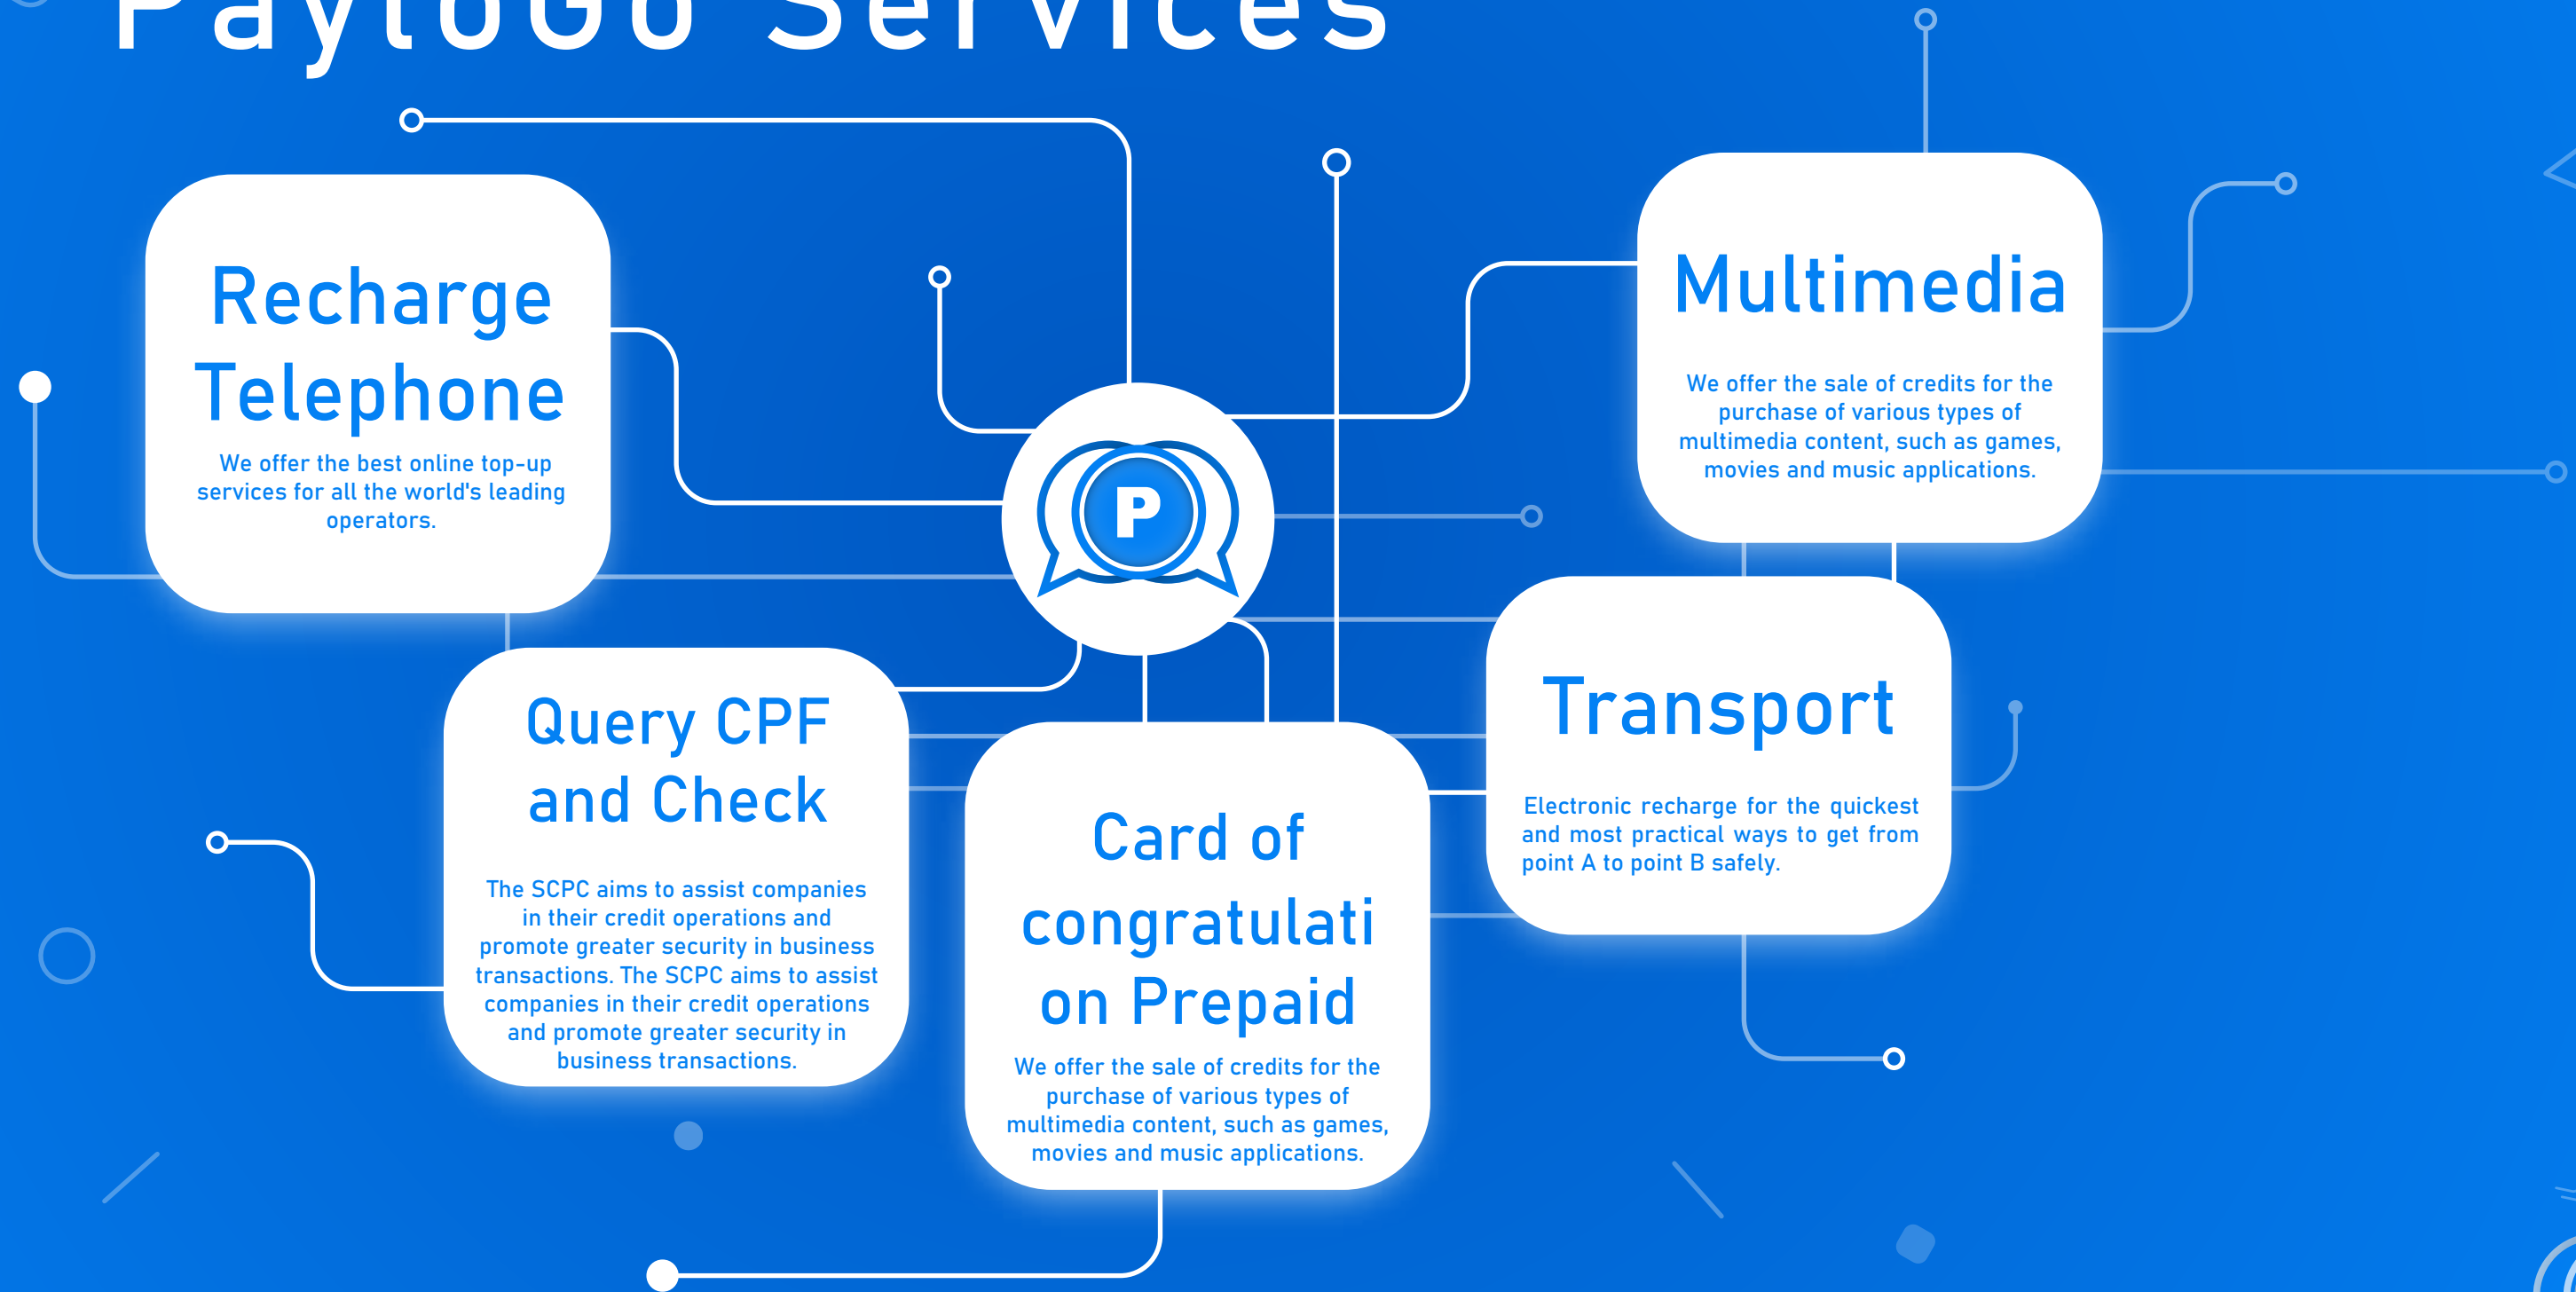 PaytoGo Services
Recharge
Telephone
We offer the best online top-up
services for all the world's leading
operators.
Multimedia
We offer the sale of credits for the
purchase of various types of
multimedia content, such as games,
movies and music applications.
P
Query CPF
and Check
The SCPC aims to assist companies
in their credit operations and
promote greater security in business
transactions. The SCPC aims to assist
companies in their credit operations
and promote greater security in
business transactions.
Card of
congratulati
on Prepaid
We offer the sale of credits for the
purchase of various types of
multimedia content, such as games,
movies and music applications.
Transport
Electronic recharge for the quickest
and most practical ways to get from
point A to point B safely.